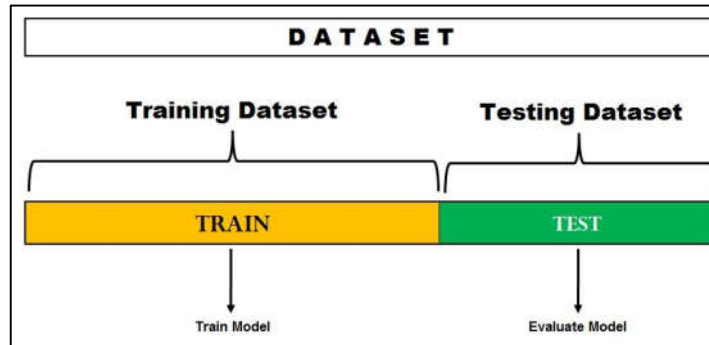 DATASET
Training Dataset
Testing Dataset
TRAIN
TEST
Train Model
Evaluate Model